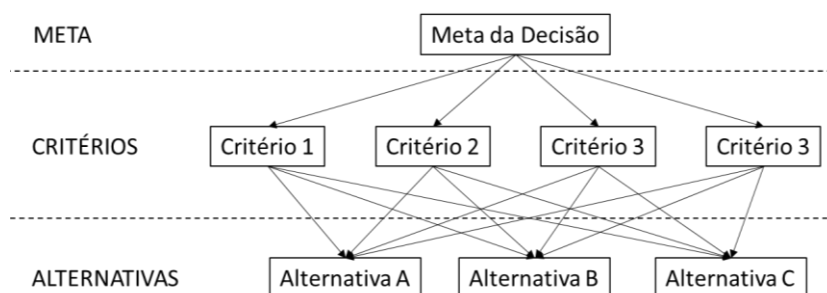 META
Meta da Decisão
CRITÉRIOS
Critério 1
Critério 2
Critério 3
Critério 3
ALTERNATIVAS
Alternativa A
Alternativa B
Alternativa C